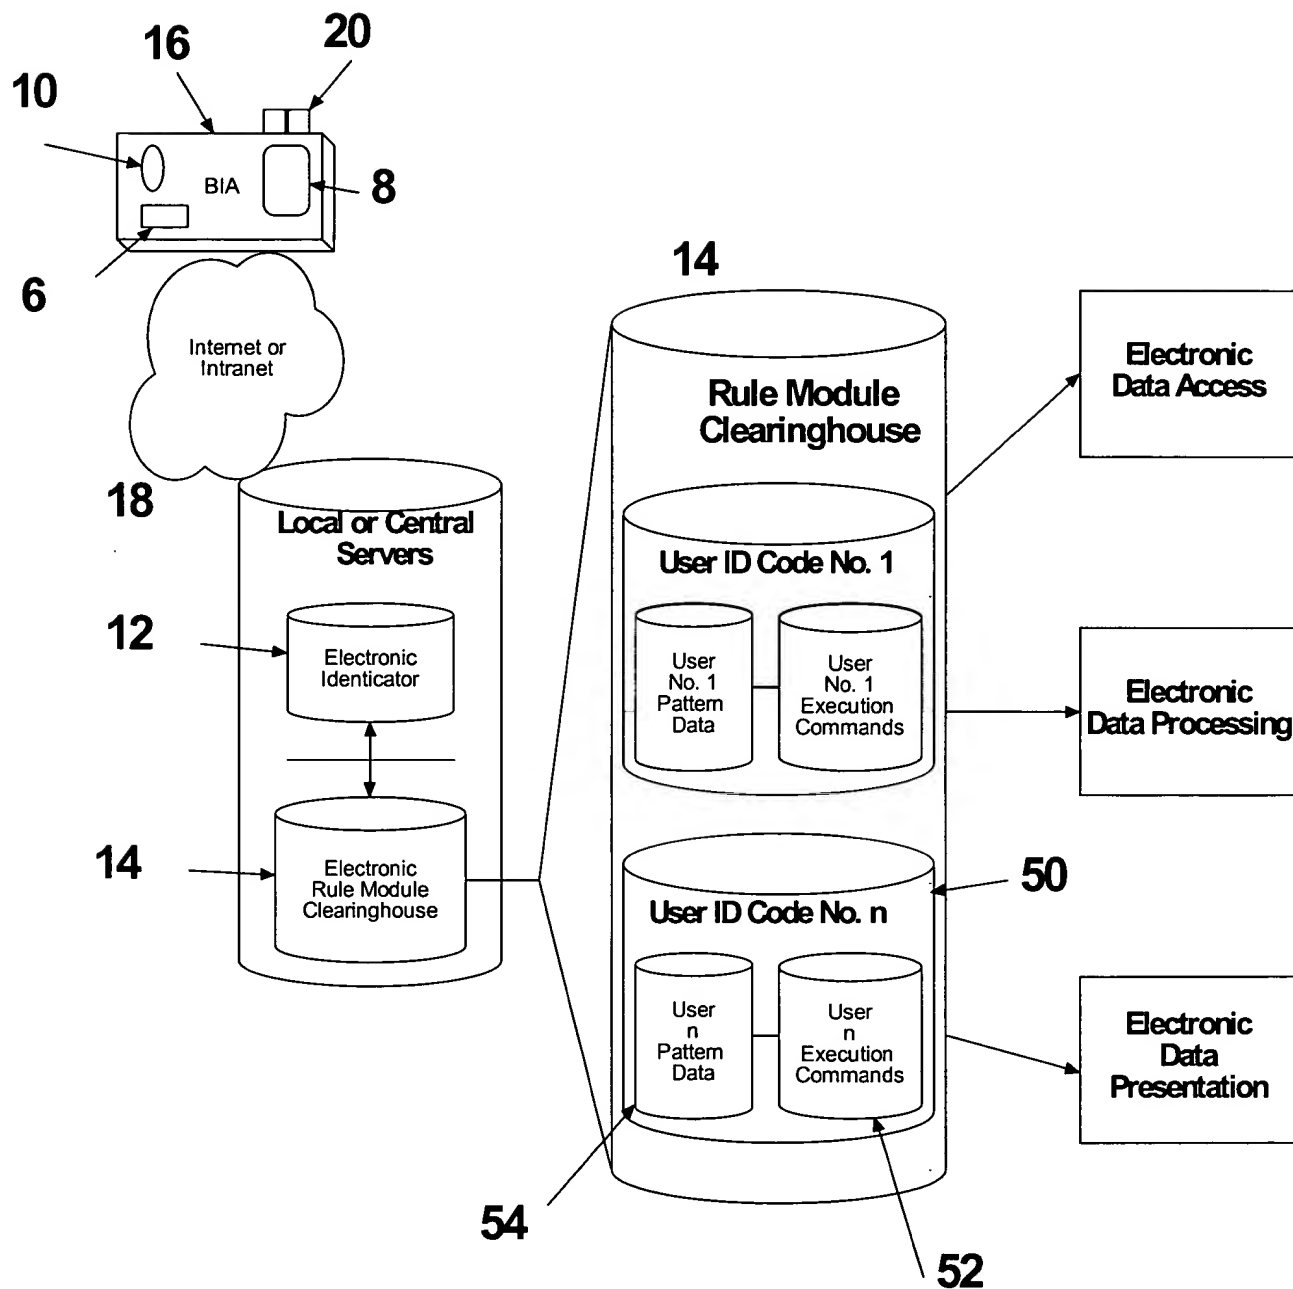 20
16
10
BIA
8
6
Internet or
Intranet
18
Local or Central
Servers
12
Electronic
Identicator
14
Electronic
Rule Module
Clearinghouse
14
Rule Module
Clearinghouse
User ID Code No. 1
User
No. 1
Pattern
Data
User
No. 1
Execution
Commands
50
User ID Code No. n
User
n
Pattern
Data
User
n
Execution
Commands
54
52
Electronic
Data Access
Electronic
Data Processing
Electronic
Data
Presentation